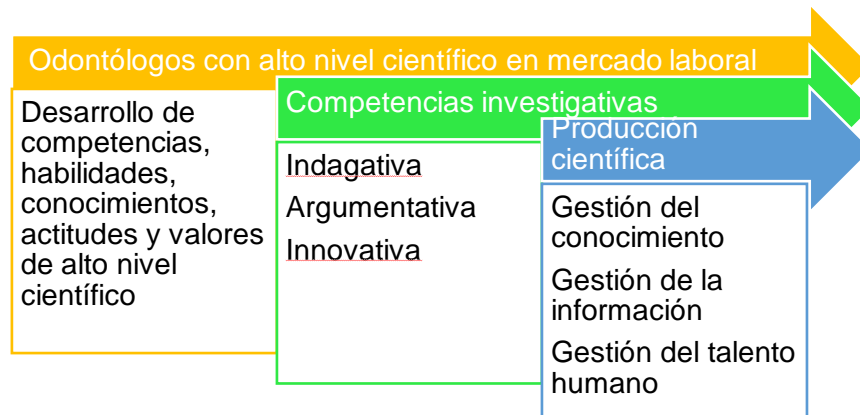 Odontólogos con alto nivel científico en mercado laboral
Desarrollo de
competencias,
habilidades,
conocimientos,
actitudes y valores
de alto nivel
científico
Competencias investigativas
Indagativa
Argumentativa
Innovativa
Producción
científica
Gestión del
conocimiento
Gestión de la
información
Gestión del talento
humano